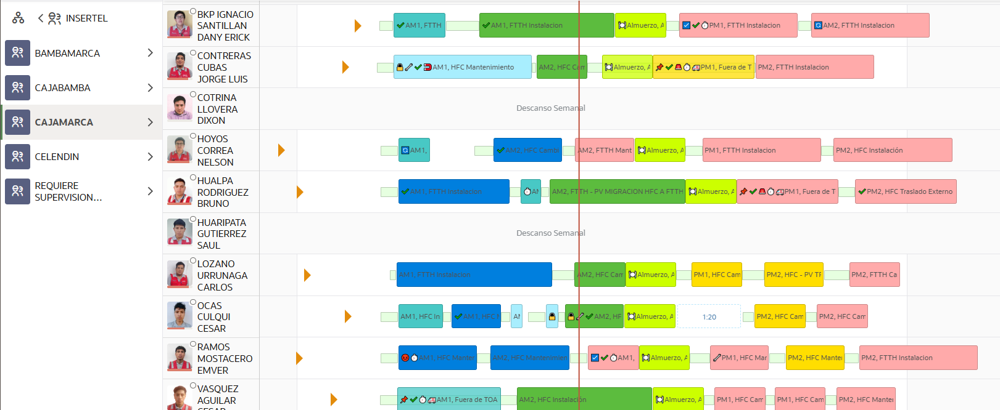 INSERTEL
BAMBAMARCA
CAJABAMBA
CAJAMARCA
CELENDIN
REQUIERE
SUPERVISION...
BKP IGNACIO
SANTILLAN
DANY ERICK
AM1, FTTH
AM1, FTTH Instalacion
Almuerzo, A
PM1, FTTH Instalacion
AM2, FTTH Instalacion
CONTRERAS
CUBAS
JORGE LUIS
AM1, HFC Mantenimiento
AM2, HFC Cam
Almuerzo, A
PM1, Fuera de T
PM2, FTTH Instalacion
COTRINA
LLOVERA
DIXON
Descanso Semanal
HOYOS
CORREA
NELSON
AM1,
AM2, HFC Cambi
AM2, FTTH Mant
Almuerzo, A
PM1, FTTH Instalacion
PM2, HFC Instalación
HUALPA
RODRIGUEZ
BRUNO
AM1, FTTH Instalacion
AM2, FTTH - PV MIGRACION HFC A FTTH
Almuerzo, A
PM1, Fuera de T
PM2, HFC Traslado Externo
HUARIPATA
GUTIERREZ
SAUL
Descanso Semanal
LOZANO
URRUNAGA
CARLOS
AM1, FTTH Instalacion
AM2, HFC Cam
Almuerzo, A
PM1, HFC Cam
PM2, HFC - PV TF
PM2, FTTH Ca
OCAS
CULQUI
CESAR
AM1, HFC In
AM1, HFC
AM2, HF
Almuerzo, A
1:20
PM2, HFC Cam
PM2, HFC Cam
RAMOS
MOSTACERO
EMVER
AM1, HFC Manter
AM2, HFC Mantenimien
AM1,
Almuerzo, A
PM1, HFC Mar
PM2, HFC Manter
PM2, FTTH Instalacion
VASQUEZ
AGUILAR
AM1, Fuera de TOA
AM2, HFC Instalación
Almuerzo, A
PM1, HFC Cam
PM1, HFC Cam
PM2, HFC Manter